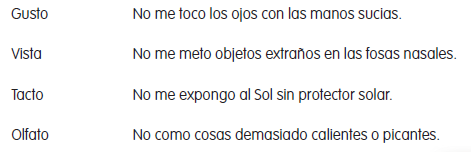 Gusto No me toco los ojos con las manos sucias.
Vista No me meto objetos extraños en las fosas nasales.
Tacto No me expongo al Sol sin protector solar.
Olfato No como cosas demasiado calientes o picantes.